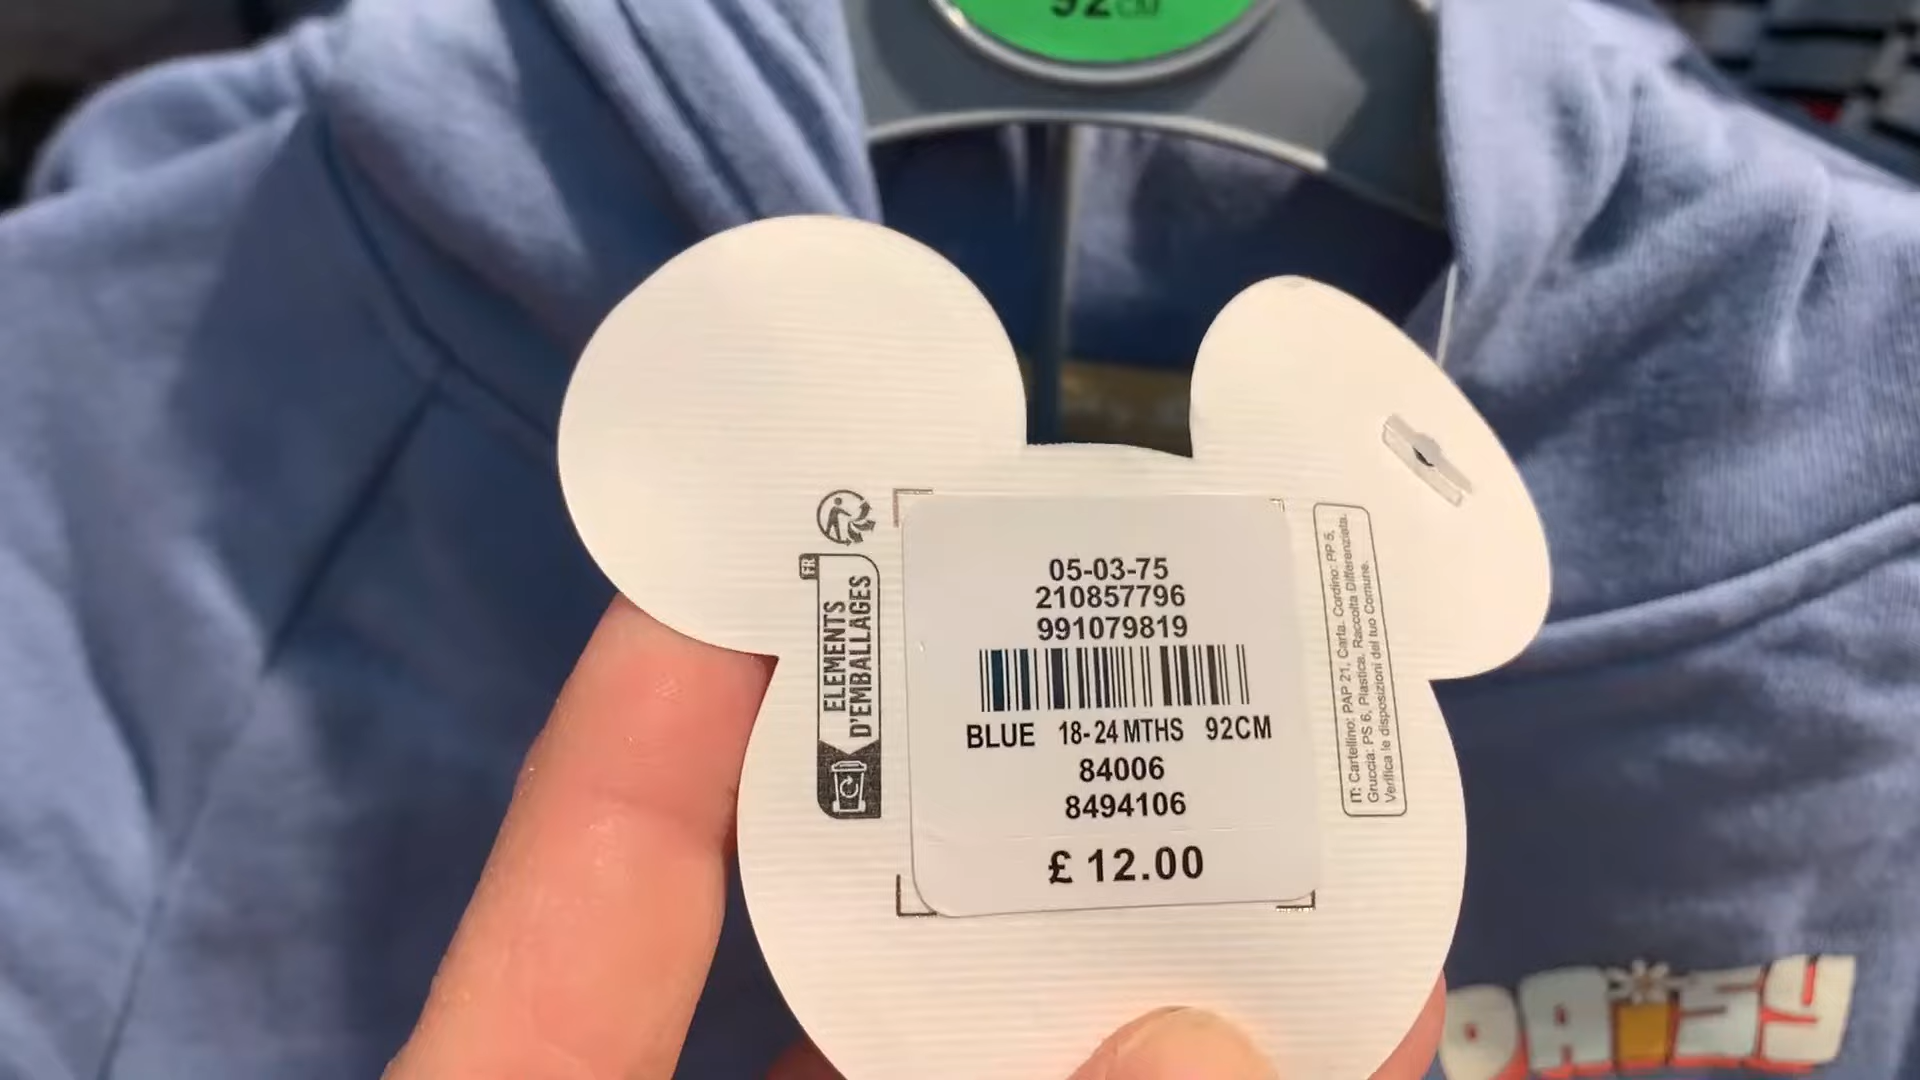 92CM
FR
ELEMENTS
D'EMBALLAGES
05-03-75
210857796
991079819
BLUE 18-24 MTHS 92CM
84006
8494106
£ 12.00
IT: Cartellino: PAP 21, Carta. Cordino: PP 5,
Gruccia: PS 6, Plastica. Raccolta Differenziata.
Verifica le disposizioni del tuo Comune.
DAISY